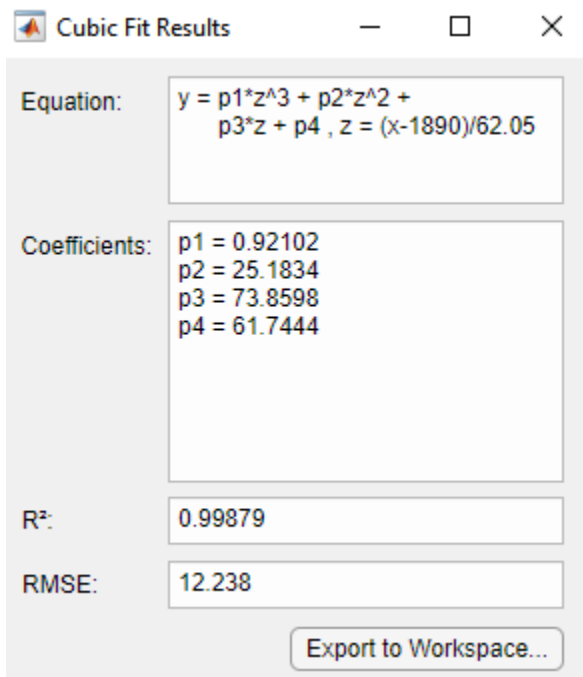 Cubic Fit Results
Equation:
y = p1*z^3 + p2*z^2 +
p3*z + p4 , z = (x-1890)/62.05
Coefficients:
p1 = 0.92102
p2 = 25.1834
p3 = 73.8598
p4 = 61.7444
R²:
0.99879
RMSE:
12.238
Export to Workspace...